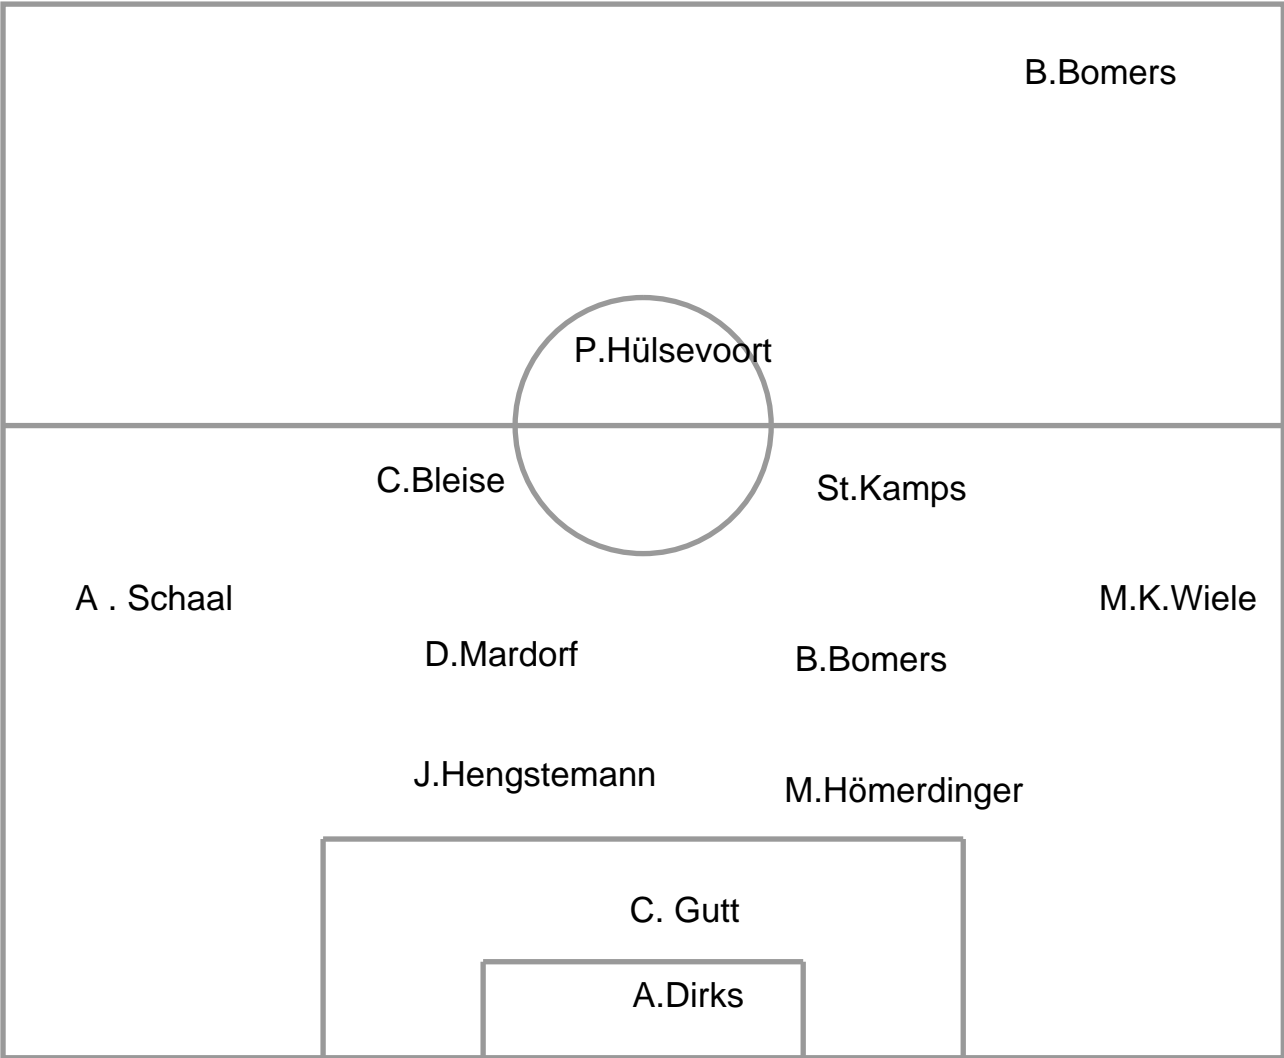 B.Bomers
P.Hülsevoort
C.Bleise
St.Kamps
A . Schaal
M.K.Wiele
D.Mardorf
B.Bomers
J.Hengstemann
M.Hömerdinger
C. Gutt
A.Dirks